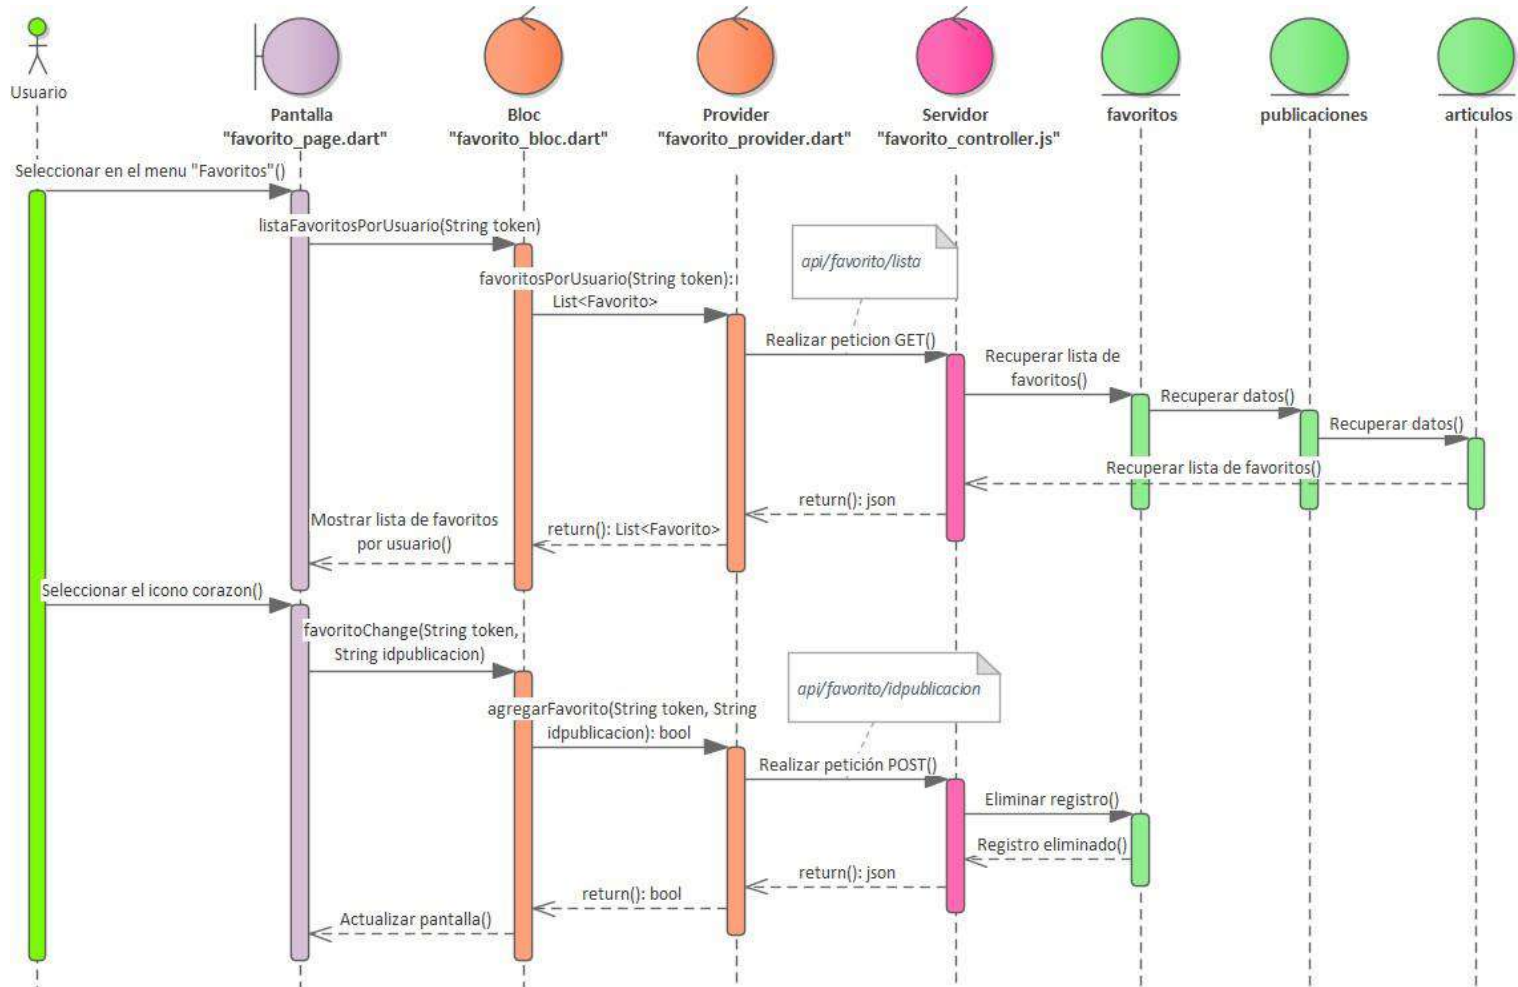 Usuario
Pantalla
"favorito_page.dart"
Bloc
"favorito_bloc.dart"
Provider
"favorito_provider.dart"
Servidor
"favorito_controller.js"
favoritos
publicaciones
articulos
Seleccionar en el menu "Favoritos"()
listaFavoritosPorUsuario(String token)
favoritosPorUsuario(String token):
List<Favorito>
api/favorito/lista
Realizar peticion GET()
Recuperar lista de
favoritos()
Recuperar datos()
Recuperar datos()
Recuperar lista de favoritos()
return(): json
return(): List<Favorito>
Mostrar lista de favoritos
por usuario()
Seleccionar el icono corazon()
favoritoChange(String token,
String idpublicacion)
agregarFavorito(String token, String
idpublicacion): bool
api/favorito/idpublicacion
Realizar petición POST()
Eliminar registro()
Registro eliminado()
return(): json
return(): bool
Actualizar pantalla()